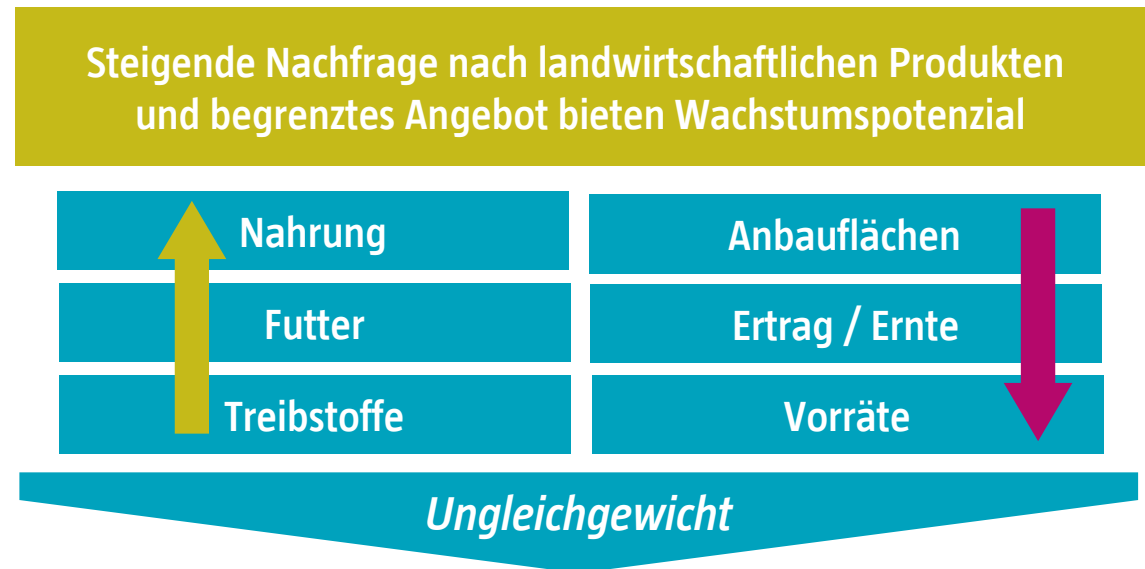 Steigende Nachfrage nach landwirtschaftlichen Produkten
und begrenztes Angebot bieten Wachstumspotenzial
Nahrung
Futter
Treibstoffe
Anbauflächen
Ertrag / Ernte
Vorräte
Ungleichgewicht